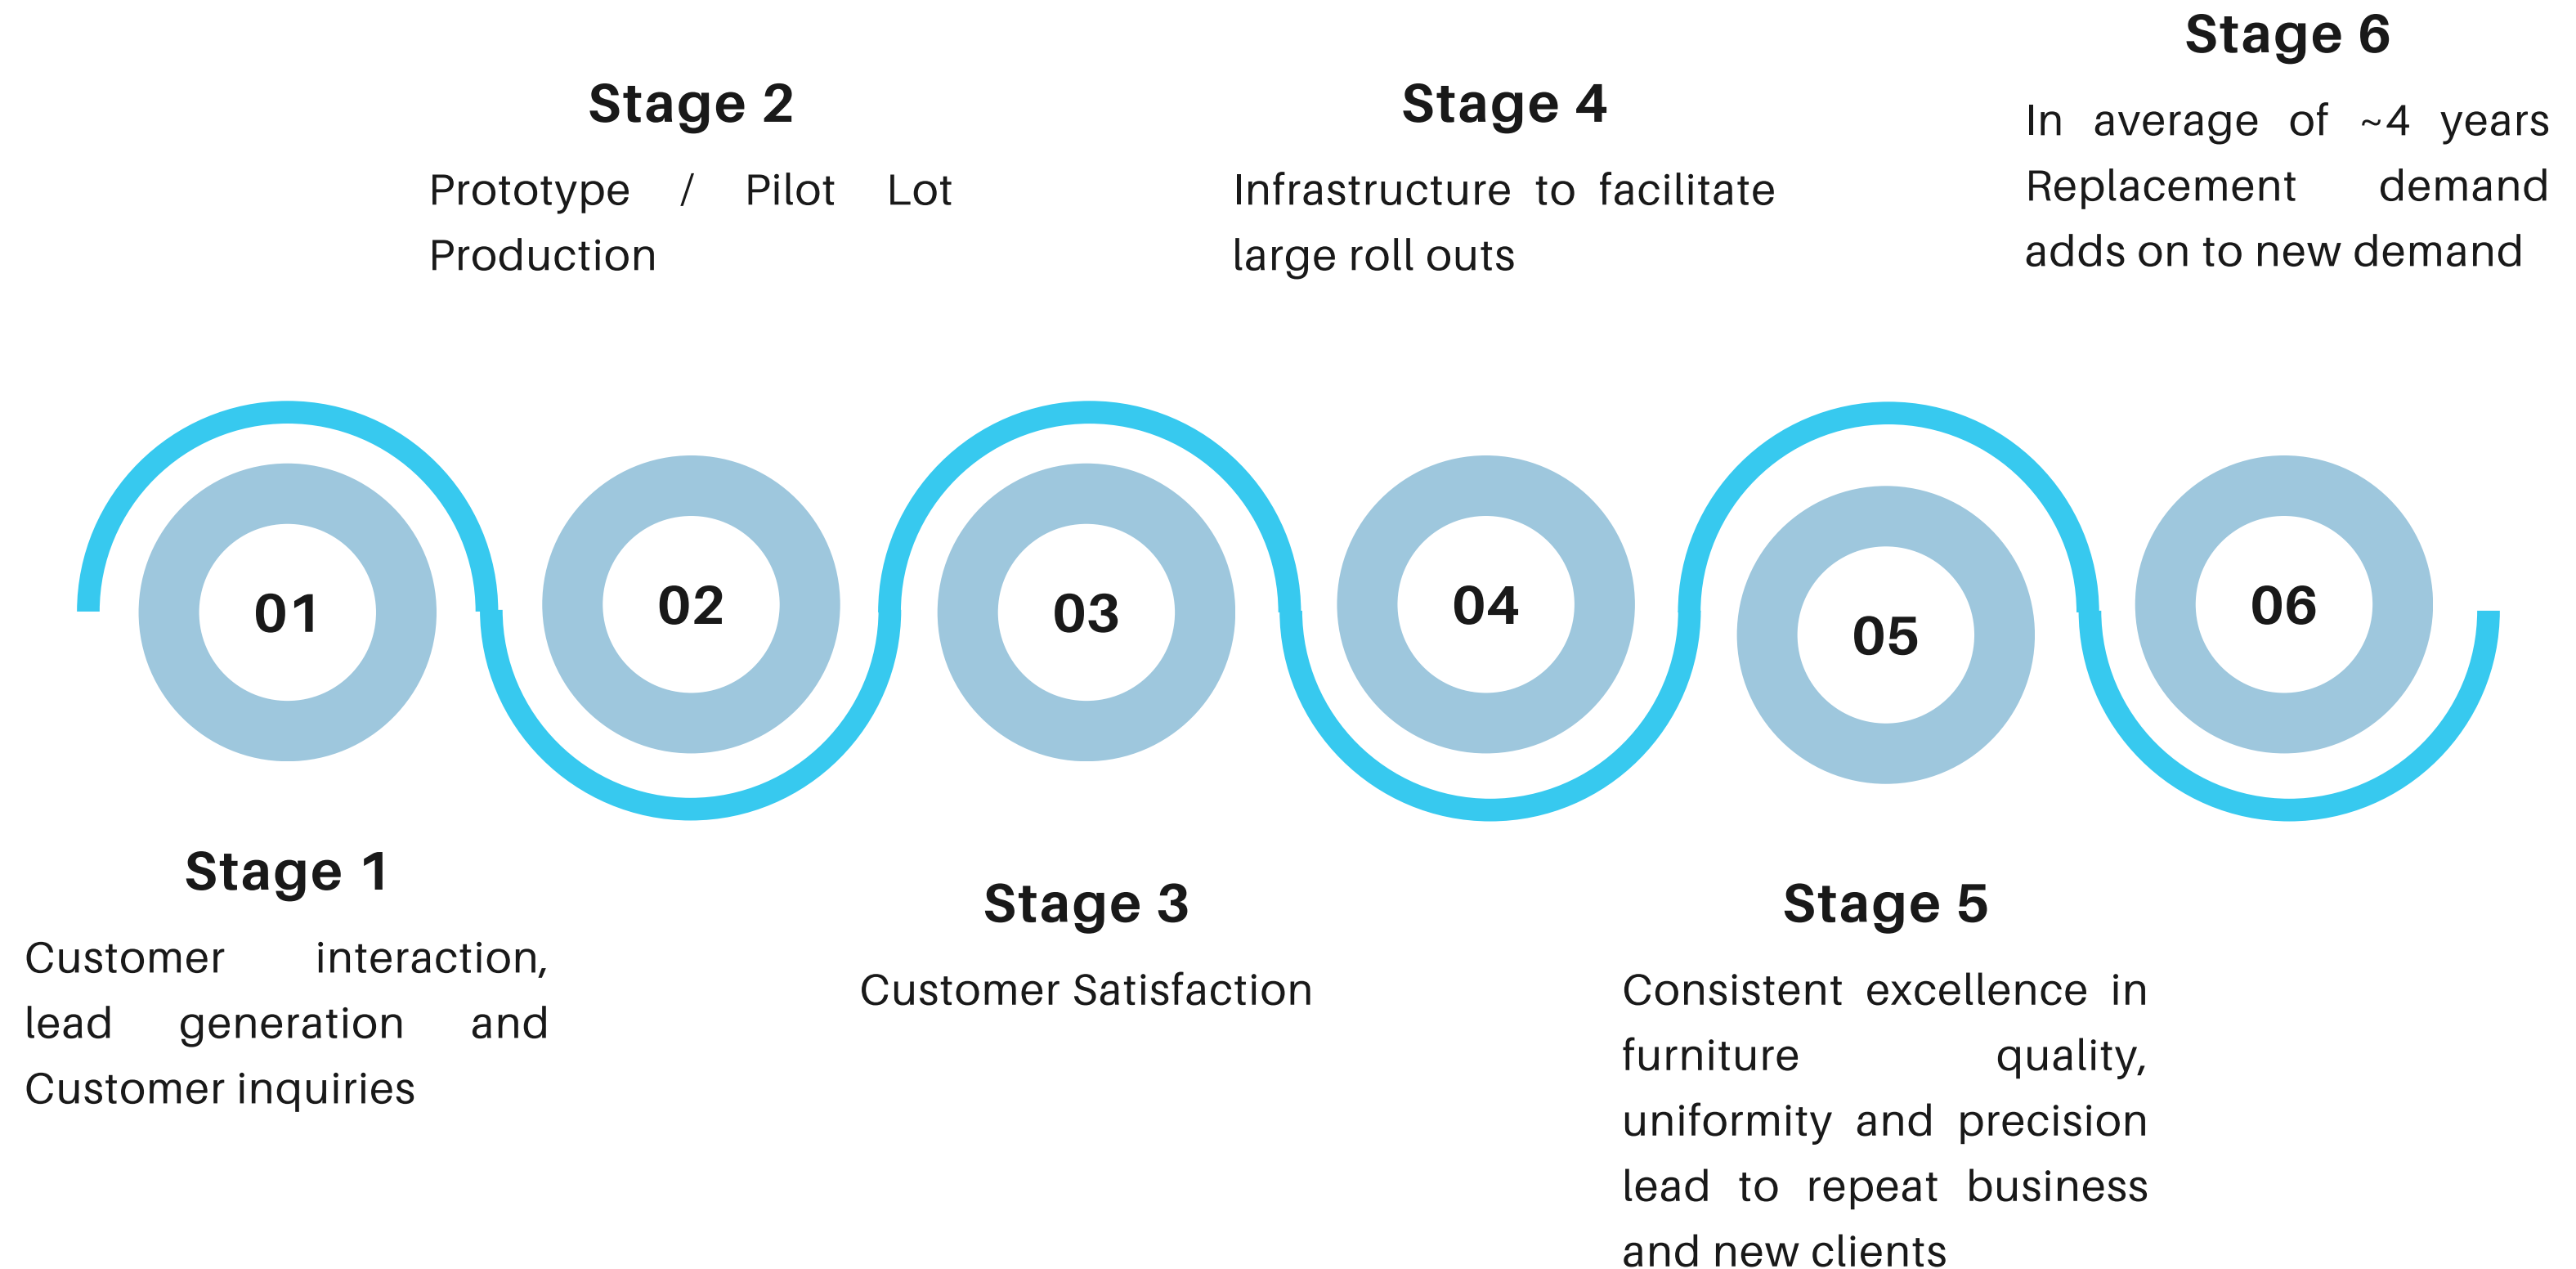 Stage 1
Customer interaction,
lead generation and
Customer inquiries
01
Stage 2
Prototype / Pilot Lot
Production
02
Stage 3
Customer Satisfaction
03
Stage 4
Infrastructure to facilitate
large roll outs
04
Stage 5
Consistent excellence in
furniture quality,
uniformity and precision
lead to repeat business
and new clients
05
Stage 6
In average of ~4 years
Replacement demand
adds on to new demand
06